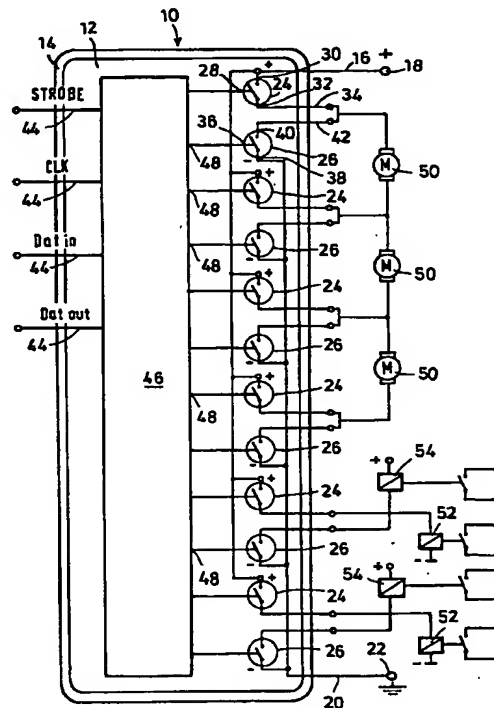 10
14 12 30 16 + 18
+ 24 32 34
28
STROBE
44
36 40 42
26
48 - 38
50 M
CLK
44
48 + 24
Dat in
44
- 26
M 50
+ 24
Dat out
44
26
-
46
M 50
48 + 24
26
- 54
+ 24 +
52
26 -
48 - +
+ 54
24 52
22
26 -
- 20